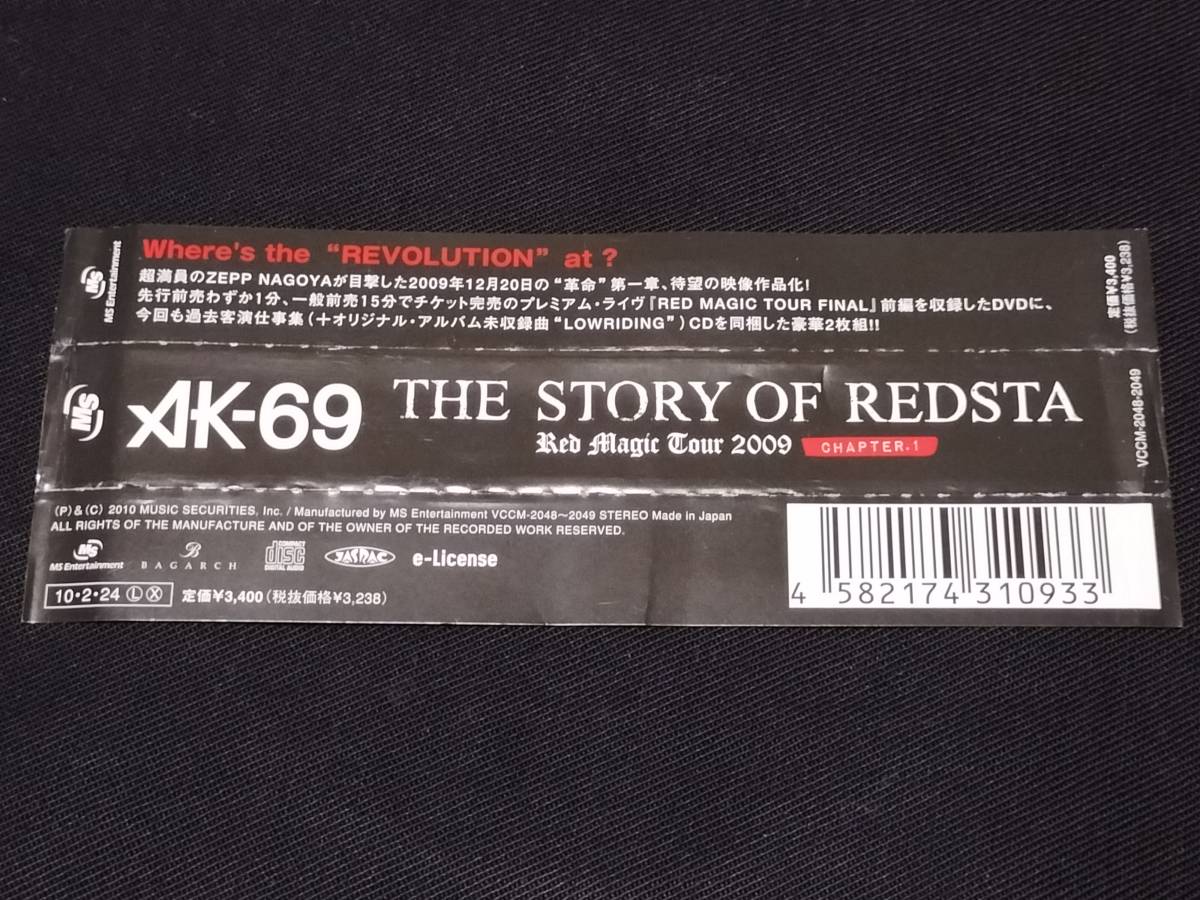 Ms
MS Entertainment
Where's the “REVOLUTION” at ?
超満員のZEPP NAGOYAが目撃した2009年12月20日の“革命”第一章、待望の映像作品化!
先行前売わずか1分、一般前売15分でチケット完売のプレミアム・ライヴ『RED MAGIC TOUR FINAL』前編を収録したDVDに、
今回も過去客演仕事集(+オリジナル・アルバム未収録曲“LOWRIDING”)CDを同梱した豪華2枚組!!
定価¥3,400
(税抜価格¥3,238)
Ms
AK-69
THE STORY OF REDSTA
Red Magic Tour 2009 CHAPTER.1
VCCM-2048-2049
(P)&(C) 2010 MUSIC SECURITIES, Inc. / Manufactured by MS Entertainment VCCM-2048~2049 STEREO Made in Japan
ALL RIGHTS OF THE MANUFACTURE AND OF THE OWNER OF THE RECORDED WORK RESERVED.
Ms
MS Entertainment
B
BAGARCH
COMPACT
disc
DIGITAL AUDIO
JASRAC
e-License
10・2・24 Ⓛ Ⓧ 定価¥3,400(税抜価格¥3,238)
4 582174 310933